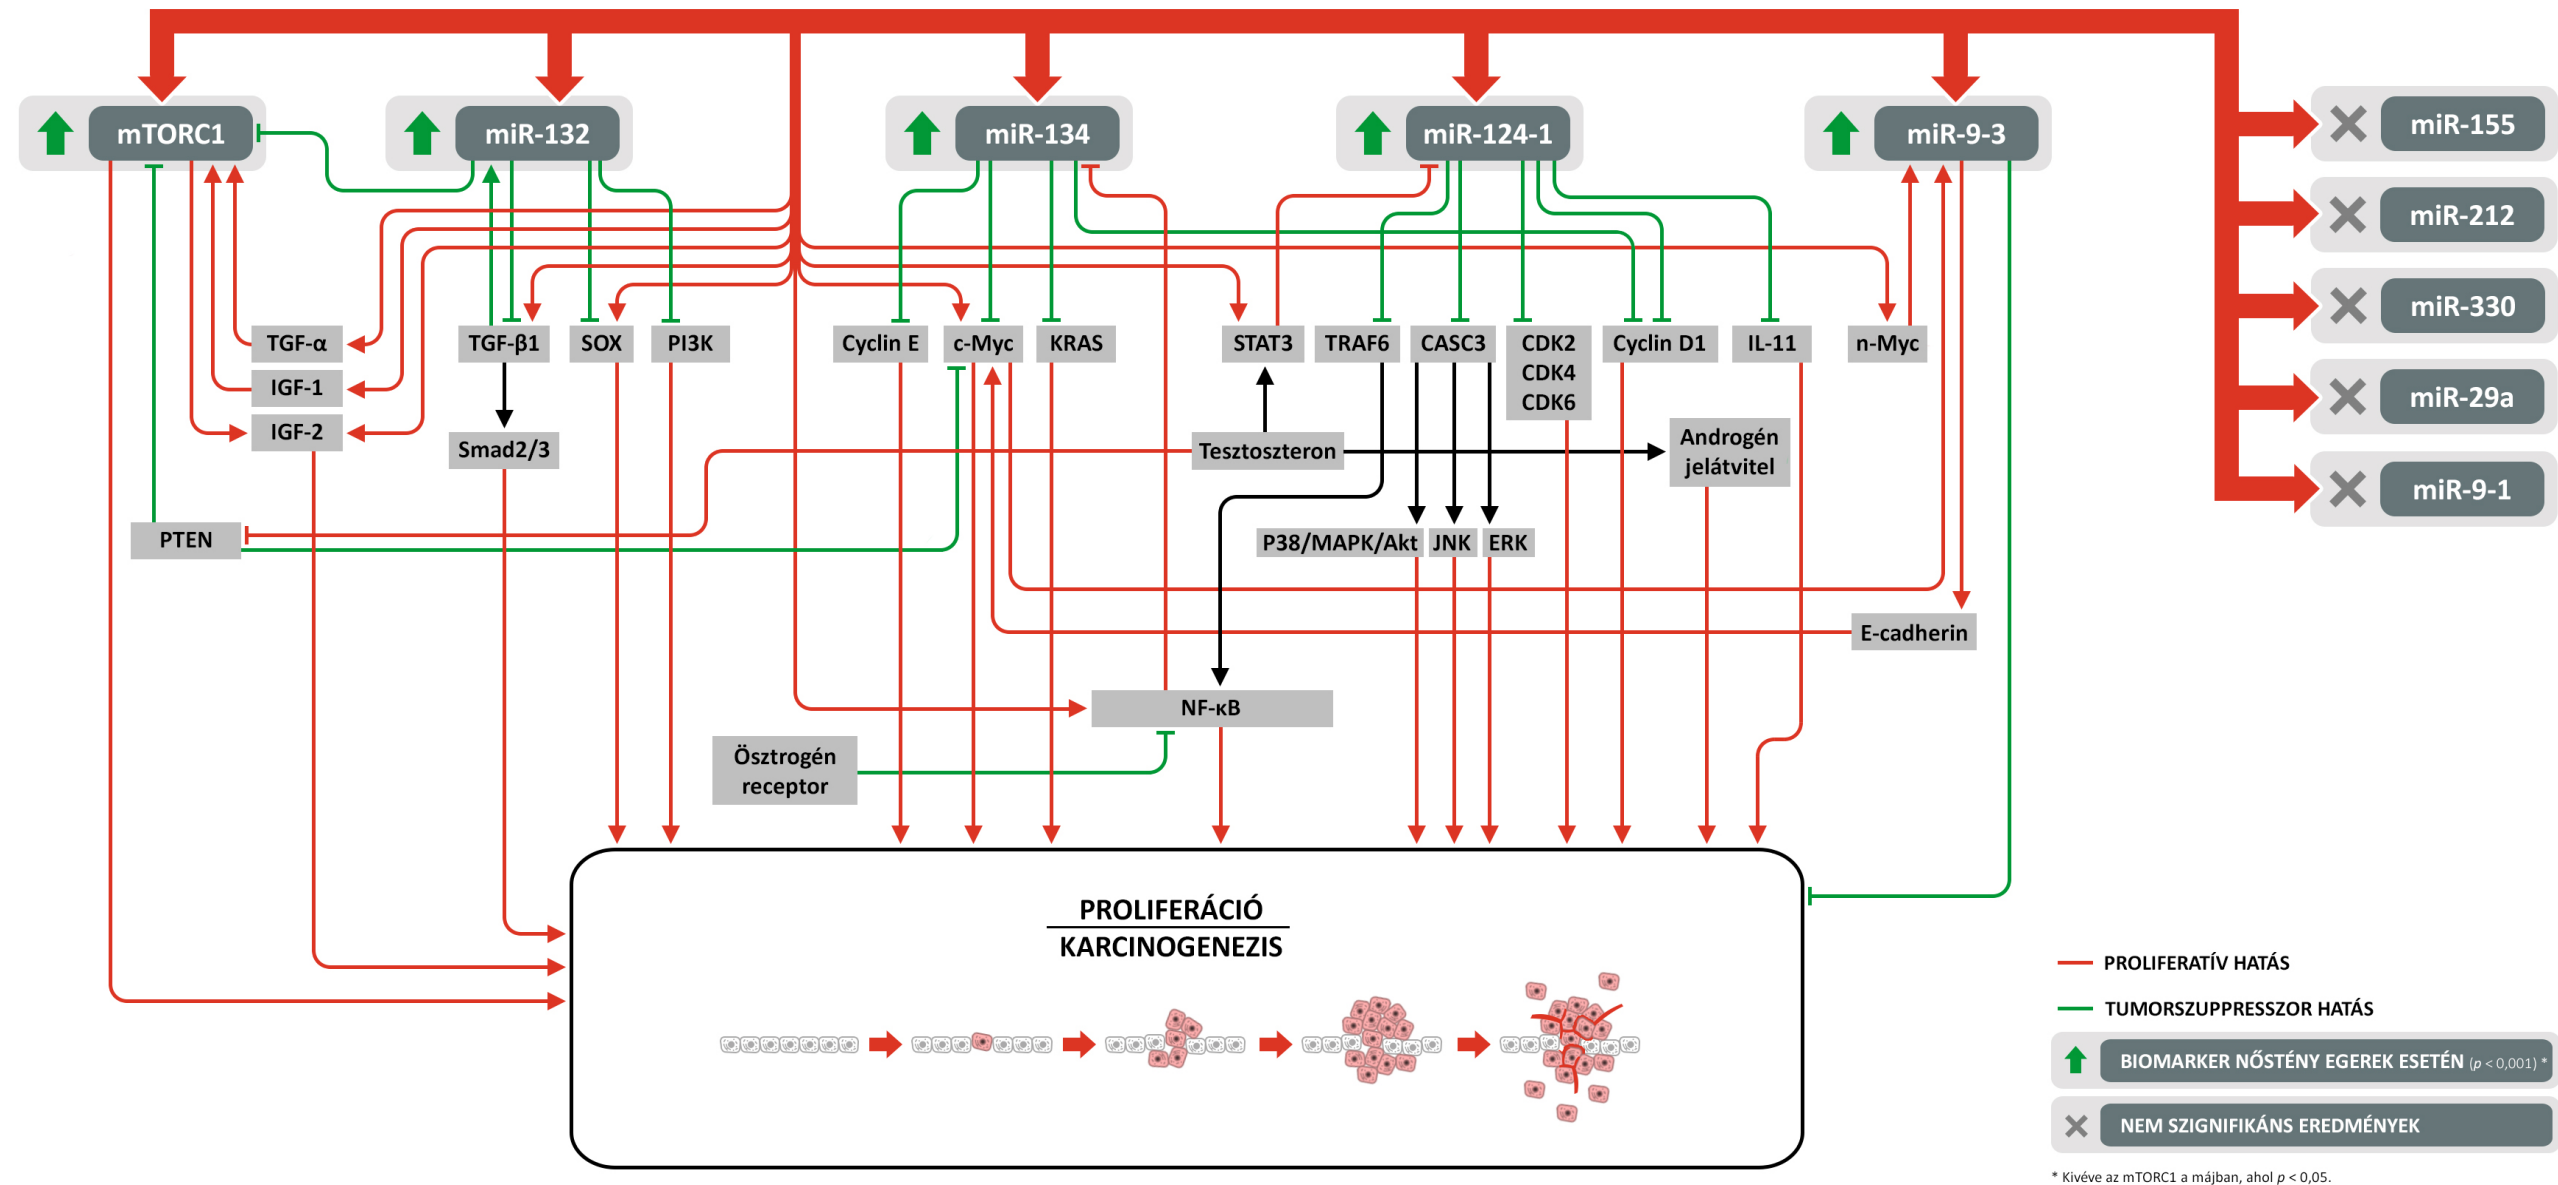 mTORC1
miR-132
miR-134
miR-124-1
miR-9-3
miR-155
miR-212
miR-330
miR-29a
miR-9-1
TGF-α
IGF-1
IGF-2
TGF-β1
SOX
PI3K
Cyclin E
c-Myc
KRAS
STAT3
TRAF6
CASC3
CDK2
CDK4
CDK6
Cyclin D1
IL-11
n-Myc
Smad2/3
Tesztoszteron
Androgén
jelátvitel
PTEN
P38/MAPK/Akt
JNK
ERK
E-cadherin
NF-κB
Ösztrogén
receptor
PROLIFERÁCIÓ
KARCINOGENEZIS
PROLIFERATÍV HATÁS
TUMORSZUPPRESSZOR HATÁS
BIOMARKER NŐSTÉNY EGEREK ESETÉN (p < 0,001) *
NEM SZIGNIFIKÁNS EREDMÉNYEK
* Kivéve az mTORC1 a májban, ahol p < 0,05.